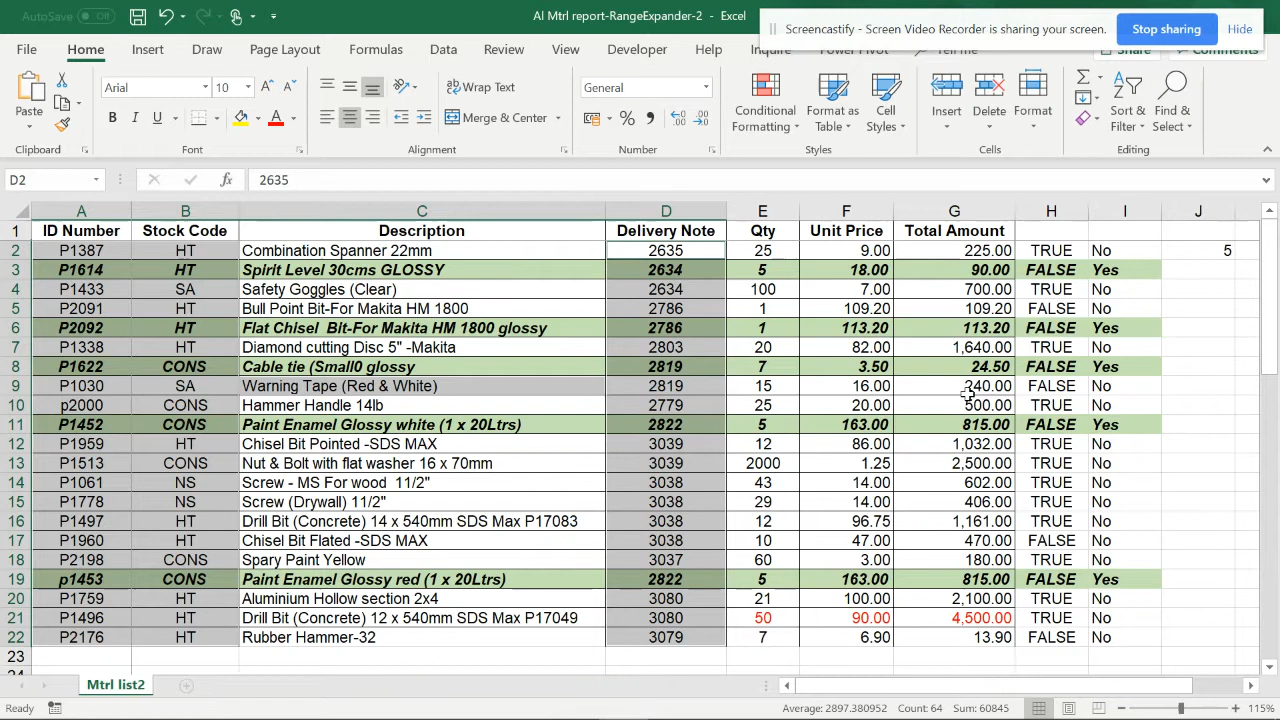 AutoSave Off AI Mtrl report-RangeExpander-2 - Excel
Screencastify - Screen Video Recorder is sharing your screen. Stop sharing Hide
File Home Insert Draw Page Layout Formulas Data Review View Developer Help Inquire Power Pivot Tell me Share Comments
Arial 10 Wrap Text General
Paste B I U Merge & Center Conditional Formatting Format as Table Cell Styles Insert Delete Format Sort & Filter Find & Select
Clipboard Font Alignment Number Styles Cells Editing
D2 fx 2635
A B C D E F G H I J
1 ID Number Stock Code Description Delivery Note Qty Unit Price Total Amount
2 P1387 HT Combination Spanner 22mm 2635 25 9.00 225.00 TRUE No 5
3 P1614 HT Spirit Level 30cms GLOSSY 2634 5 18.00 90.00 FALSE Yes
4 P1433 SA Safety Goggles (Clear) 2634 100 7.00 700.00 TRUE No
5 P2091 HT Bull Point Bit-For Makita HM 1800 2786 1 109.20 109.20 FALSE No
6 P2092 HT Flat Chisel  Bit-For Makita HM 1800 glossy 2786 1 113.20 113.20 FALSE Yes
7 P1338 HT Diamond cutting Disc 5" -Makita 2803 20 82.00 1,640.00 TRUE No
8 P1622 CONS Cable tie (Small0 glossy 2819 7 3.50 24.50 FALSE Yes
9 P1030 SA Warning Tape (Red & White) 2819 15 16.00 240.00 FALSE No
10 p2000 CONS Hammer Handle 14lb 2779 25 20.00 500.00 TRUE No
11 P1452 CONS Paint Enamel Glossy white (1 x 20Ltrs) 2822 5 163.00 815.00 FALSE Yes
12 P1959 HT Chisel Bit Pointed -SDS MAX 3039 12 86.00 1,032.00 TRUE No
13 P1513 CONS Nut & Bolt with flat washer 16 x 70mm 3039 2000 1.25 2,500.00 TRUE No
14 P1061 NS Screw - MS For wood  11/2" 3038 43 14.00 602.00 TRUE No
15 P1778 NS Screw (Drywall) 11/2" 3038 29 14.00 406.00 TRUE No
16 P1497 HT Drill Bit (Concrete) 14 x 540mm SDS Max P17083 3038 12 96.75 1,161.00 TRUE No
17 P1960 HT Chisel Bit Flated -SDS MAX 3038 10 47.00 470.00 FALSE No
18 P2198 CONS Spary Paint Yellow 3037 60 3.00 180.00 TRUE No
19 p1453 CONS Paint Enamel Glossy red (1 x 20Ltrs) 2822 5 163.00 815.00 FALSE Yes
20 P1759 HT Aluminium Hollow section 2x4 3080 21 100.00 2,100.00 TRUE No
21 P1496 HT Drill Bit (Concrete) 12 x 540mm SDS Max P17049 3080 50 90.00 4,500.00 TRUE No
22 P2176 HT Rubber Hammer-32 3079 7 6.90 13.90 FALSE No
23
24
Mtrl list2
Ready Average: 2897.380952 Count: 64 Sum: 60845 115%